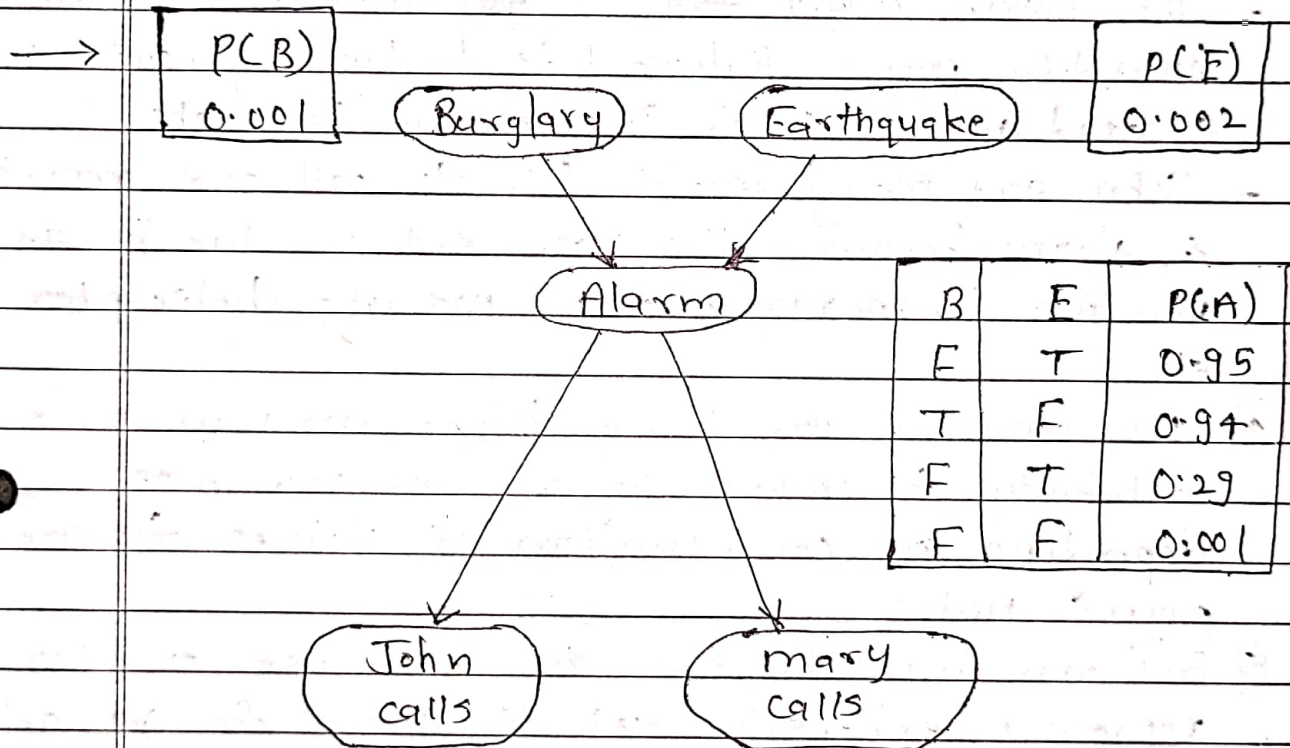 P(B)
0.001
Burglary
Earthquake
P(E)
0.002
Alarm
B E P(A)
E T 0.95
T F 0.94
F T 0.29
F F 0.001
John
calls
mary
calls